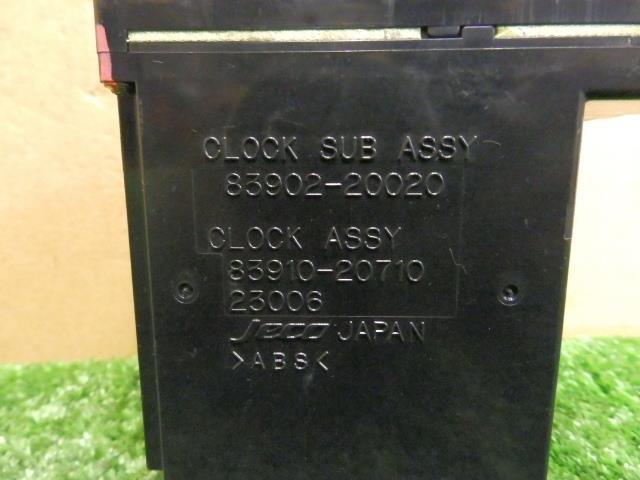 CLOCK SUB ASSY
83902-20020
CLOCK ASSY
83910-20710
23006
Jeco JAPAN
>ABS<